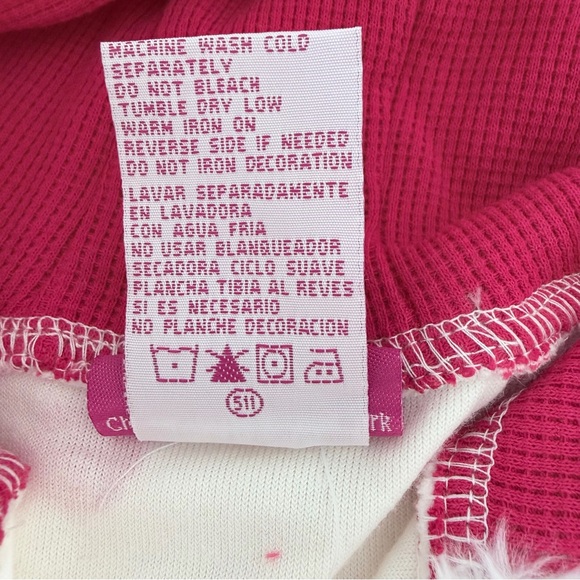 MACHINE WASH COLD
SEPARATELY
DO NOT BLEACH
TUMBLE DRY LOW
WARM IRON ON
REVERSE SIDE IF NEEDED
DO NOT IRON DECORATION
LAVAR SEPARADAMENTE
EN LAVADORA
CON AGUA FRIA
NO USAR BLANQUEADOR
SECADORA CICLO SUAVE
PLANCHA TIBIA AL REVES
SI ES NECESARIO
NO PLANCHE DECORACION
511